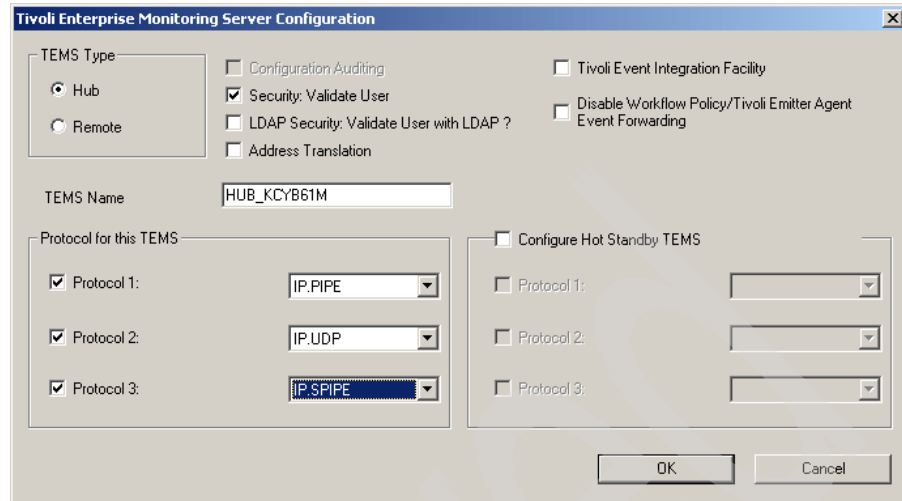 Tivoli Enterprise Monitoring Server Configuration
TEMS Type
Hub
Remote
Configuration Auditing
Security: Validate User
LDAP Security: Validate User with LDAP ?
Address Translation
Tivoli Event Integration Facility
Disable Workflow Policy/Tivoli Emitter Agent
Event Forwarding
TEMS Name
HUB_KCYB61M
Protocol for this TEMS
Protocol 1:
IP.PIPE
Protocol 2:
IP.UDP
Protocol 3:
IP.SPIPE
Configure Hot Standby TEMS
Protocol 1:
Protocol 2:
Protocol 3:
OK
Cancel